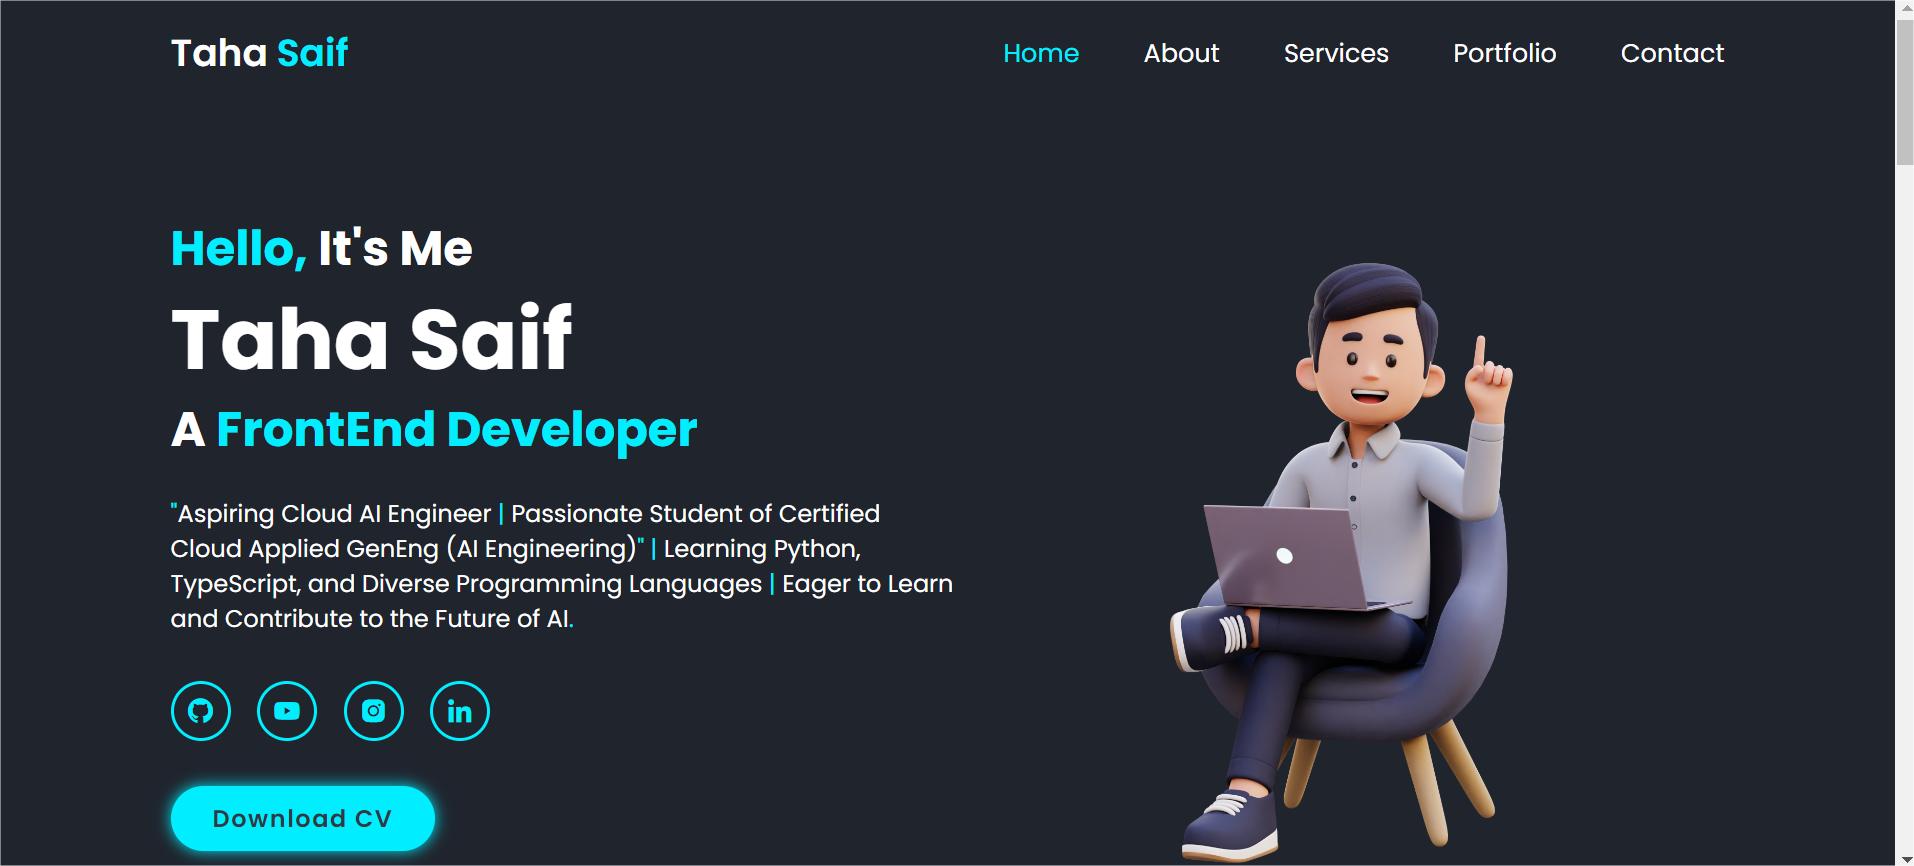 Taha Saif
Home About Services Portfolio Contact
Hello, It's Me
Taha Saif
A FrontEnd Developer
"Aspiring Cloud AI Engineer | Passionate Student of Certified
Cloud Applied GenEng (AI Engineering)" | Learning Python,
TypeScript, and Diverse Programming Languages | Eager to Learn
and Contribute to the Future of AI.
in
Download CV